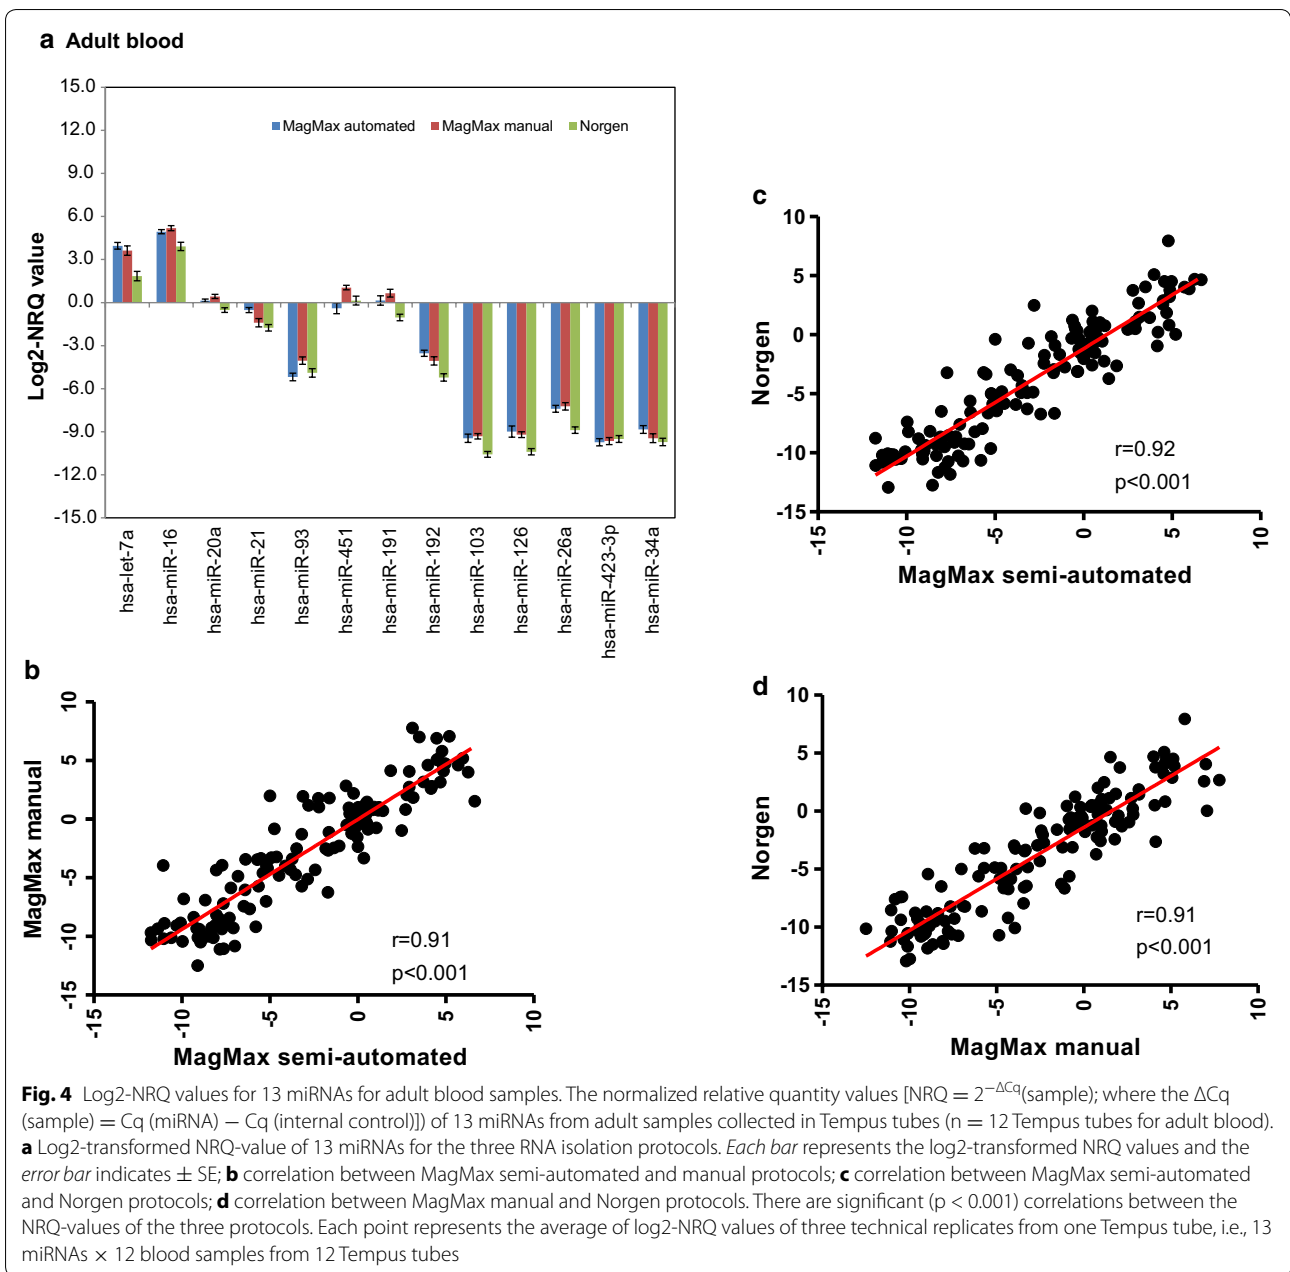 a Adult blood
15.0
12.0
9.0
6.0
3.0
0.0
-3.0
-6.0
-9.0
-12.0
-15.0
Log2-NRQ value
MagMax automated MagMax manual Norgen
hsa-let-7a
hsa-miR-16
hsa-miR-20a
hsa-miR-21
hsa-miR-93
hsa-miR-451
hsa-miR-191
hsa-miR-192
hsa-miR-103
hsa-miR-126
hsa-miR-26a
hsa-miR-423-3p
hsa-miR-34a
b
10
5
0
-5
-10
-15
MagMax manual
r=0.91
p<0.001
-15 -10 -5 0 5 10
MagMax semi-automated
c
10
5
0
-5
-10
-15
Norgen
r=0.92
p<0.001
-15 -10 -5 0 5 10
MagMax semi-automated
d
10
5
0
-5
-10
-15
Norgen
r=0.91
p<0.001
-15 -10 -5 0 5 10
MagMax manual
Fig. 4 Log2-NRQ values for 13 miRNAs for adult blood samples. The normalized relative quantity values [NRQ = 2^−ΔCq(sample); where the ΔCq
(sample) = Cq (miRNA) − Cq (internal control)]) of 13 miRNAs from adult samples collected in Tempus tubes (n = 12 Tempus tubes for adult blood).
a Log2-transformed NRQ-value of 13 miRNAs for the three RNA isolation protocols. Each bar represents the log2-transformed NRQ values and the
error bar indicates ± SE; b correlation between MagMax semi-automated and manual protocols; c correlation between MagMax semi-automated
and Norgen protocols; d correlation between MagMax manual and Norgen protocols. There are significant (p < 0.001) correlations between the
NRQ-values of the three protocols. Each point represents the average of log2-NRQ values of three technical replicates from one Tempus tube, i.e., 13
miRNAs × 12 blood samples from 12 Tempus tubes